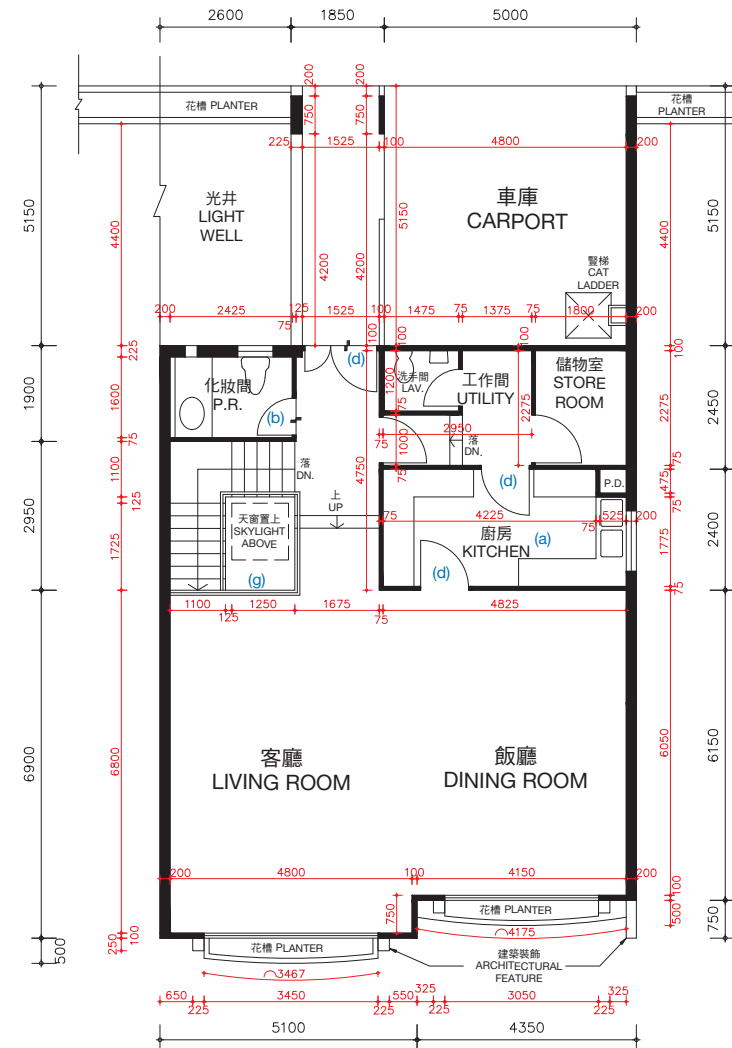 2600
1850
5000
花槽 PLANTER
花槽
PLANTER
200
200
750
750
225
1525
100
4800
200
光井
LIGHT
WELL
車庫
CARPORT
豎梯
CAT
LADDER
5150
4400
4200
4200
5150
4400
5150
200
2425
75
125
1525
100
1475
75
1375
75
1800
200
225
100
100
100
100
(d)
化妝間
P.R.
(b)
洗手間
LAV.
工作間
UTILITY
儲物室
STORE
ROOM
1900
1600
75
1200
75
2275
2275
2450
2950
75
1000
75
落
DN.
落
DN.
上
UP
1100
125
1725
2950
4750
(d)
75
475
75
P.D.
75
4225
75
525
200
天窗置上
SKYLIGHT
ABOVE
(g)
廚房
KITCHEN
(a)
(d)
1775
75
2400
1100
125
1250
1675
75
4825
客廳
LIVING ROOM
飯廳
DINING ROOM
6900
6800
6050
6150
200
4800
100
4150
200
750
100
500
750
花槽 PLANTER
4175
花槽 PLANTER
建築裝飾
ARCHITECTURAL
FEATURE
100
250
500
3467
650
225
3450
225
550
325
225
3050
225
325
5100
4350